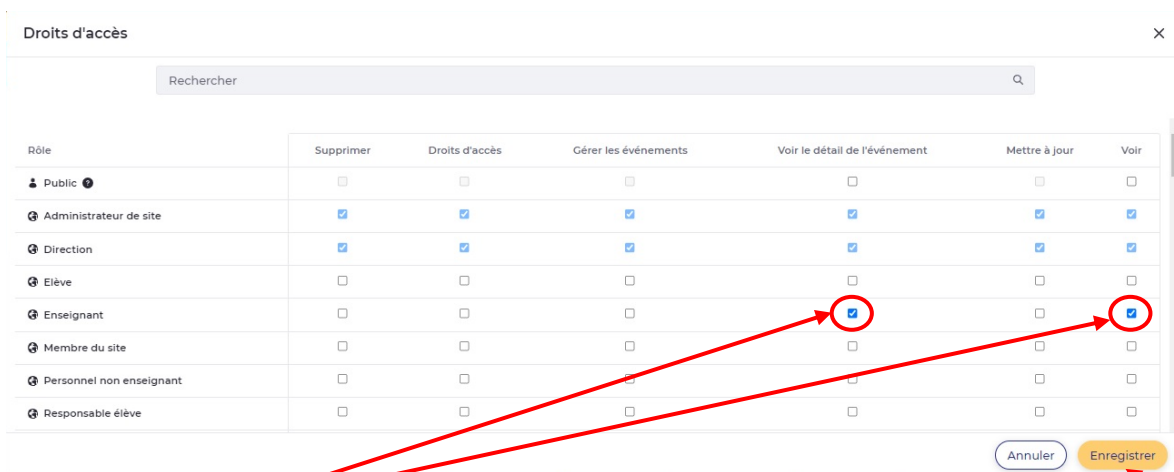 Droits d'accès
Rechercher
Rôle Supprimer Droits d'accès Gérer les événements Voir le détail de l'événement Mettre à jour Voir
Public
Administrateur de site
Direction
Elève
Enseignant
Membre du site
Personnel non enseignant
Responsable élève
Annuler Enregistrer